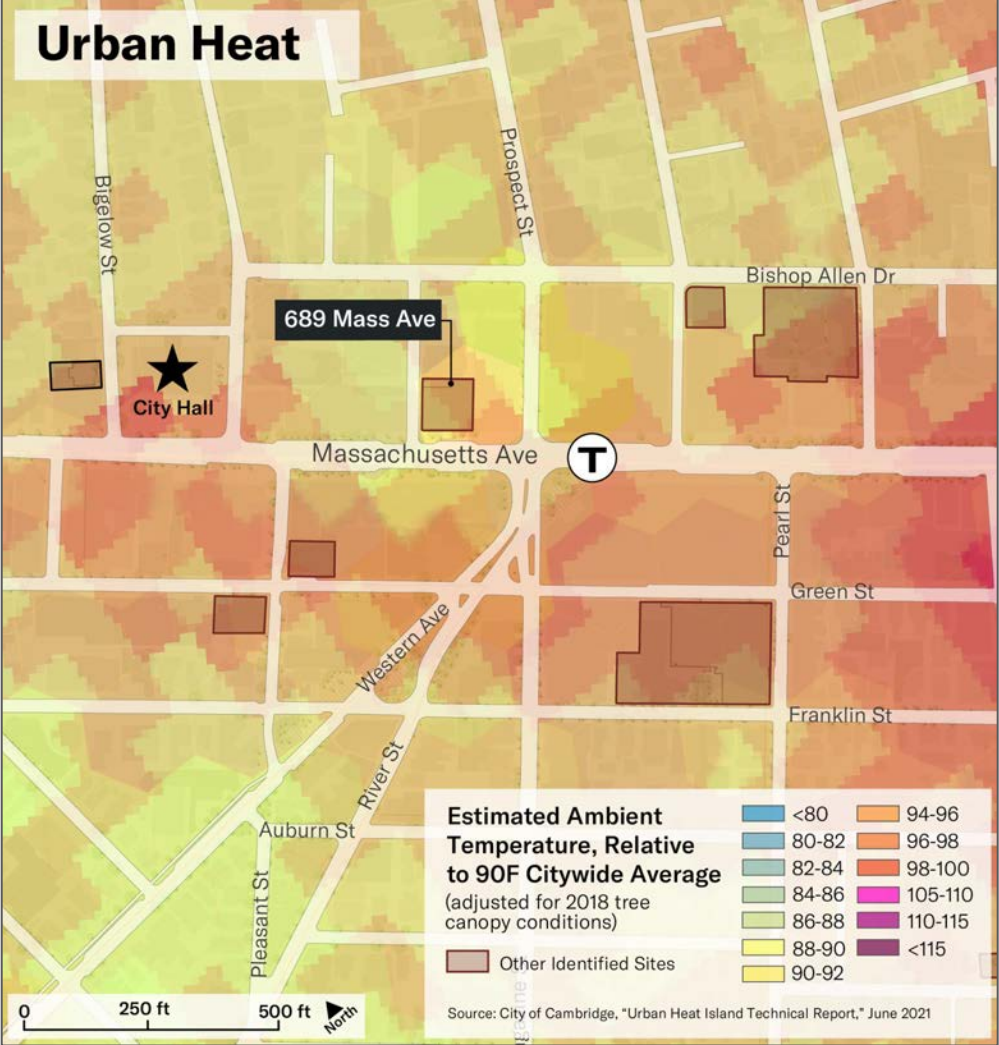 Urban Heat
Bigelow St
Prospect St
Bishop Allen Dr
689 Mass Ave
City Hall
Massachusetts Ave
T
Pearl St
Green St
Western Ave
Franklin St
River St
Auburn St
Pleasant St
Estimated Ambient
Temperature, Relative
to 90F Citywide Average
(adjusted for 2018 tree
canopy conditions)
Other Identified Sites
<80
80-82
82-84
84-86
86-88
88-90
90-92
94-96
96-98
98-100
105-110
110-115
<115
Source: City of Cambridge, "Urban Heat Island Technical Report," June 2021
0
250 ft
500 ft
North